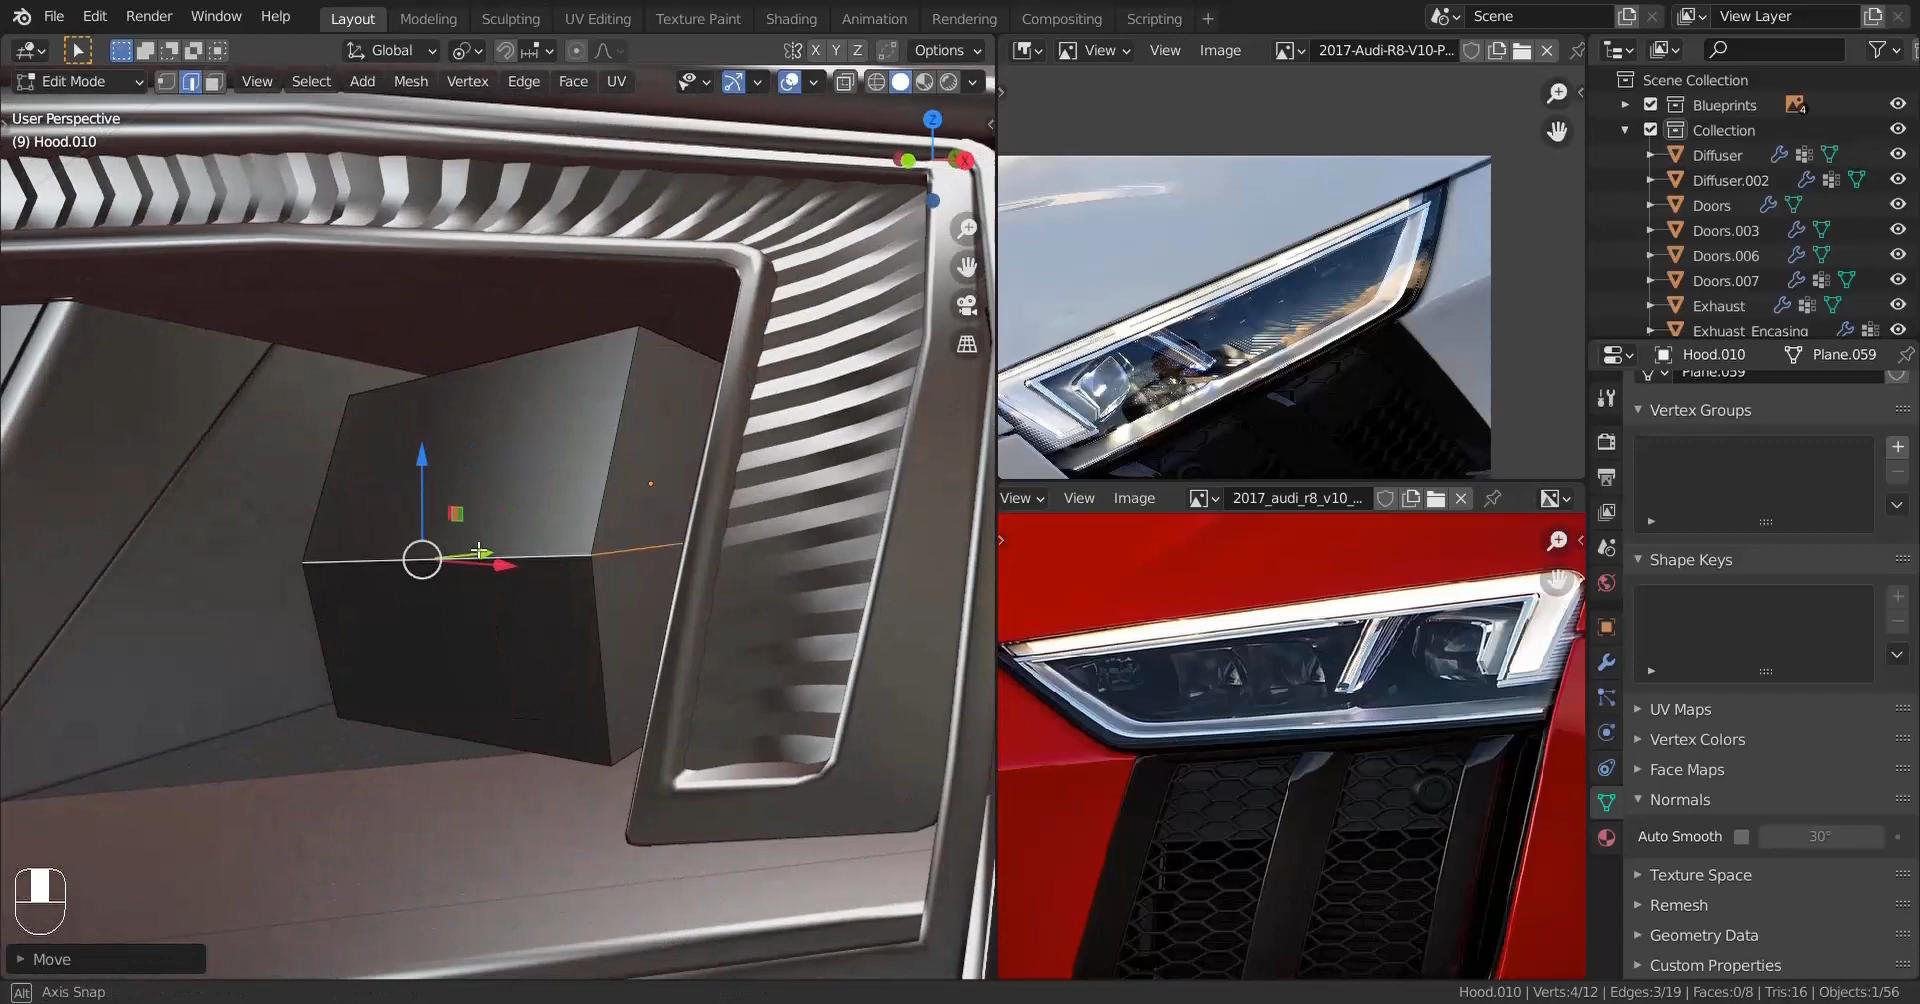 File Edit Render Window Help Layout Modeling Sculpting UV Editing Texture Paint Shading Animation Rendering Compositing Scripting + Scene View Layer
Global X Y Z Options
Edit Mode View Select Add Mesh Vertex Edge Face UV
User Perspective
(9) Hood.010
Z
X
Move
View View Image 2017-Audi-R8-V10-P...
View View Image 2017_audi_r8_v10_...
Scene Collection
Blueprints 4
Collection
Diffuser
Diffuser.002
Doors
Doors.003
Doors.006
Doors.007
Exhaust
Exhuast Encasing
Hood.010 Plane.059
Plane.059
Vertex Groups
Shape Keys
UV Maps
Vertex Colors
Face Maps
Normals
Auto Smooth 30°
Texture Space
Remesh
Geometry Data
Custom Properties
Alt Axis Snap
Hood.010 | Verts:4/12 | Edges:3/19 | Faces:0/8 | Tris:16 | Objects:1/56